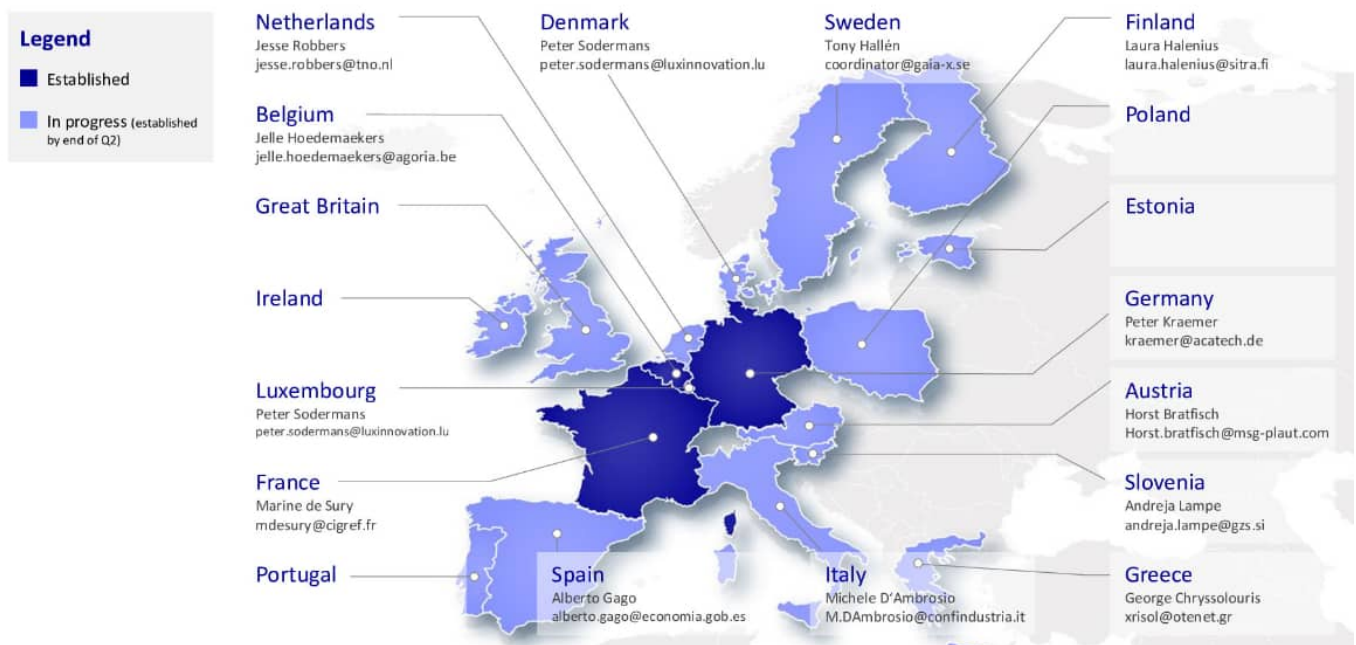 Legend
Established
In progress (established
by end of Q2)
Netherlands
Jesse Robbers
jesse.robbers@tno.nl
Denmark
Peter Sodermans
peter.sodermans@luxinnovation.lu
Sweden
Tony Hallén
coordinator@gaia-x.se
Finland
Laura Halenius
laura.halenius@sitra.fi
Belgium
Jelle Hoedemaekers
jelle.hoedemaekers@agoria.be
Poland
Great Britain
Estonia
Ireland
Germany
Peter Kraemer
kraemer@acatech.de
Luxembourg
Peter Sodermans
peter.sodermans@luxinnovation.lu
Austria
Horst Bratfisch
Horst.bratfisch@msg-plaut.com
France
Marine de Sury
mdesury@cigref.fr
Slovenia
Andreja Lampe
andreja.lampe@gzs.si
Portugal
Spain
Alberto Gago
alberto.gago@economia.gob.es
Italy
Michele D‘Ambrosio
M.DAmbrosio@confindustria.it
Greece
George Chryssolouris
xrisol@otenet.gr